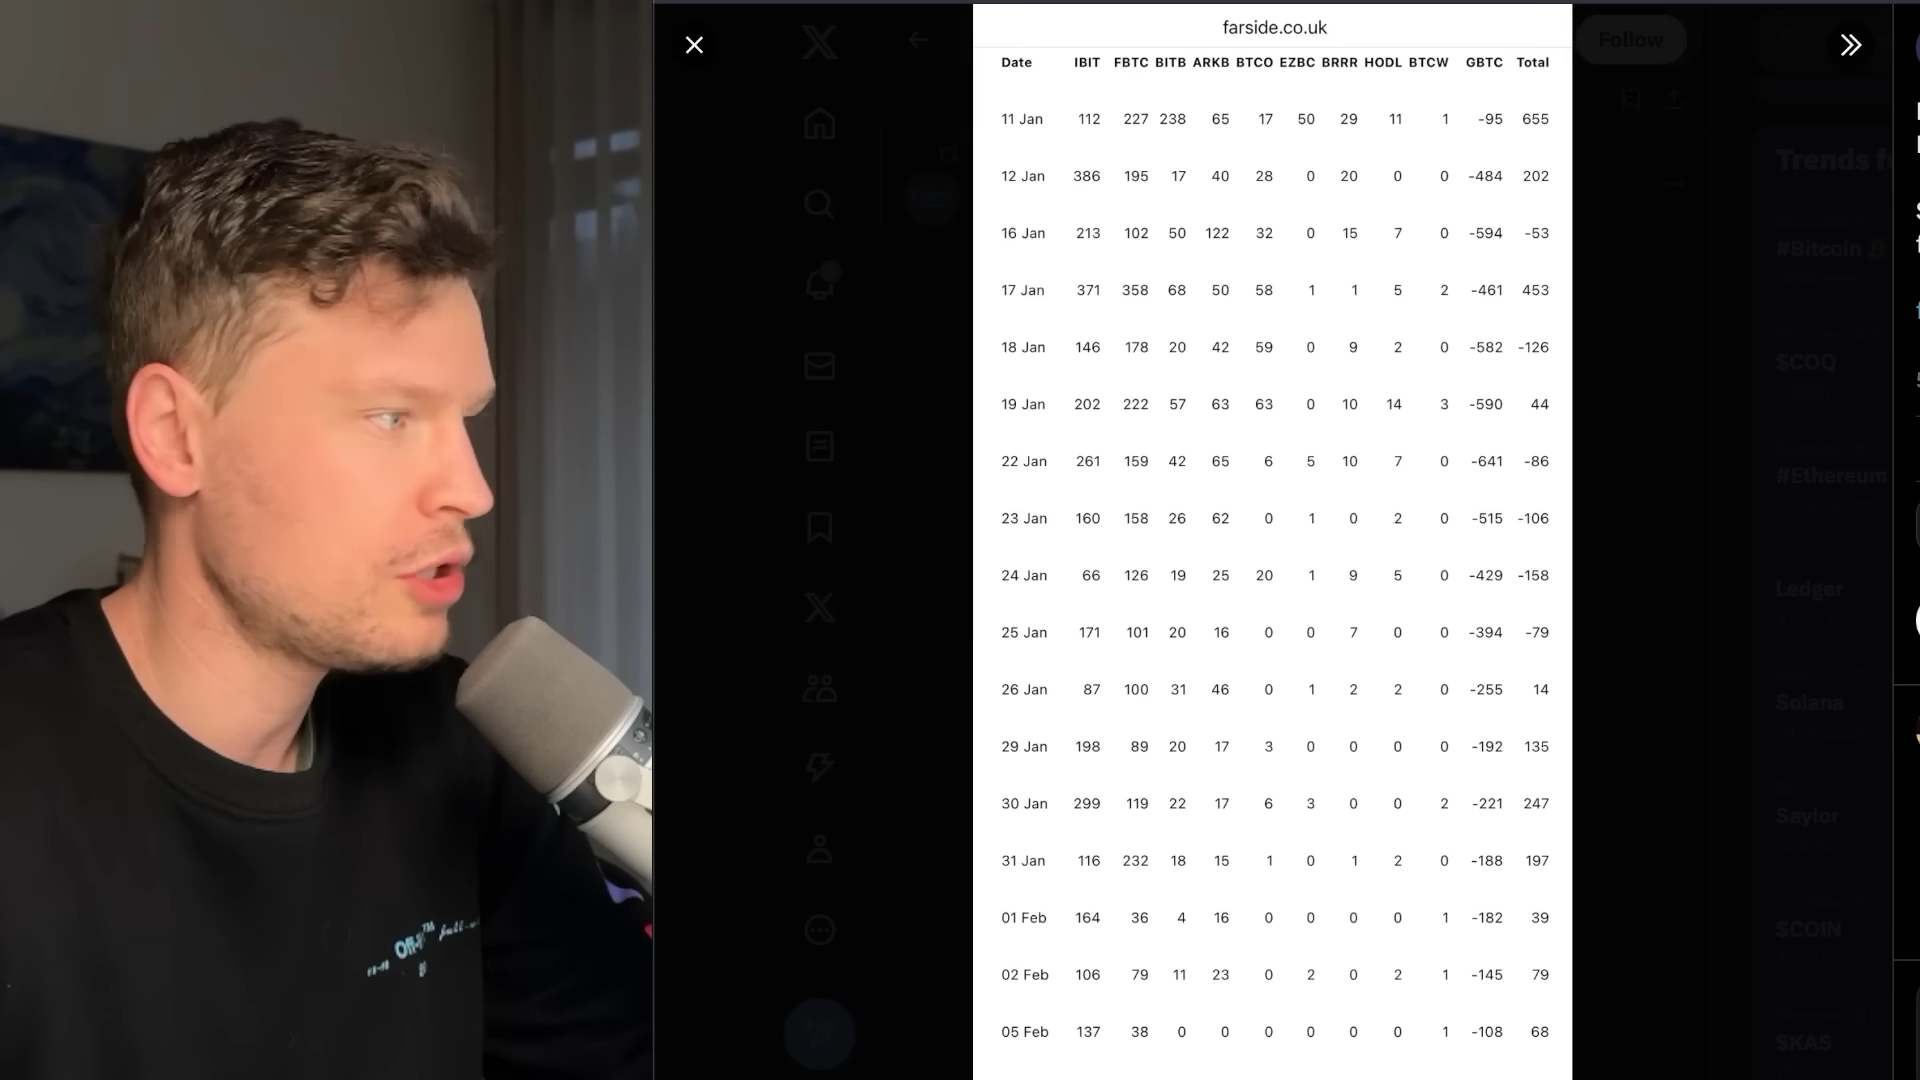 farside.co.uk
Date IBIT FBTC BITB ARKB BTCO EZBC BRRR HODL BTCW GBTC Total
11 Jan 112 227 238 65 17 50 29 11 1 -95 655
12 Jan 386 195 17 40 28 0 20 0 0 -484 202
16 Jan 213 102 50 122 32 0 15 7 0 -594 -53
17 Jan 371 358 68 50 58 1 1 5 2 -461 453
18 Jan 146 178 20 42 59 0 9 2 0 -582 -126
19 Jan 202 222 57 63 63 0 10 14 3 -590 44
22 Jan 261 159 42 65 6 5 10 7 0 -641 -86
23 Jan 160 158 26 62 0 1 0 2 0 -515 -106
24 Jan 66 126 19 25 20 1 9 5 0 -429 -158
25 Jan 171 101 20 16 0 0 7 0 0 -394 -79
26 Jan 87 100 31 46 0 1 2 2 0 -255 14
29 Jan 198 89 20 17 3 0 0 0 0 -192 135
30 Jan 299 119 22 17 6 3 0 0 2 -221 247
31 Jan 116 232 18 15 1 0 1 2 0 -188 197
01 Feb 164 36 4 16 0 0 0 0 1 -182 39
02 Feb 106 79 11 23 0 2 0 2 1 -145 79
05 Feb 137 38 0 0 0 0 0 0 1 -108 68
Follow
Trends
#Bitcoin
$COQ
#Ethereum
Ledger
Solana
Saylor
$COIN
$KAS